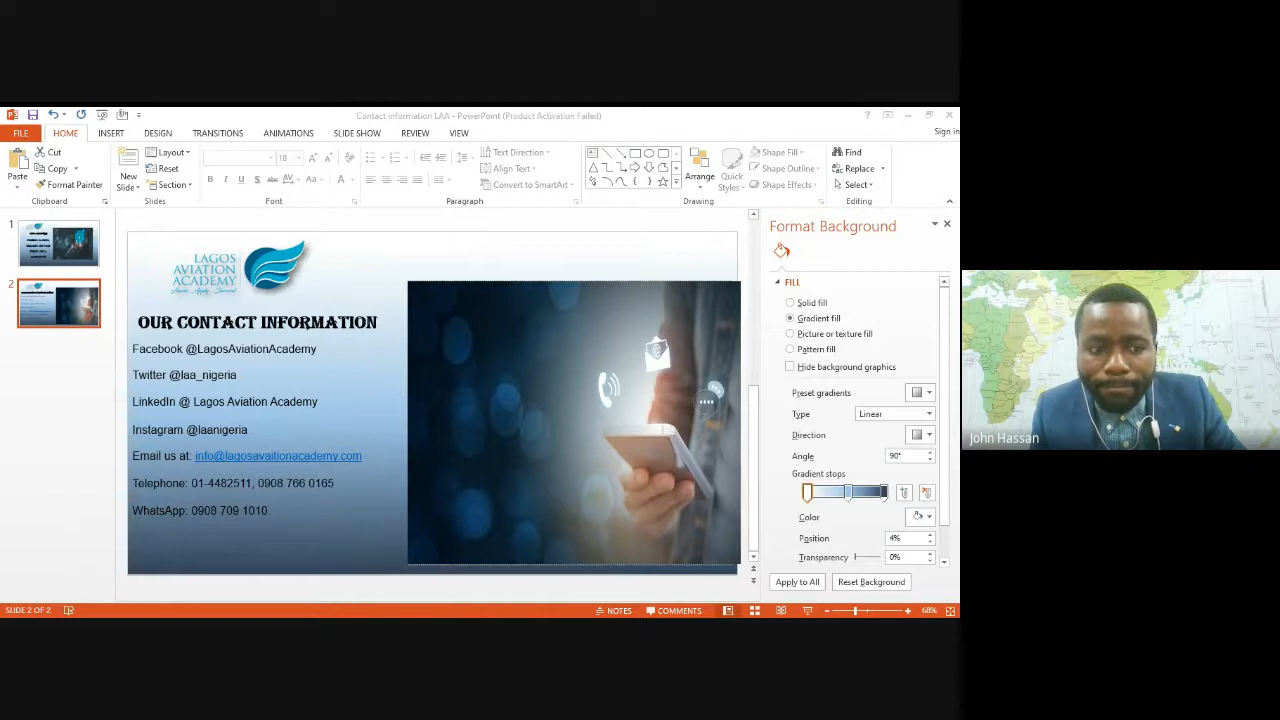 Contact information LAA - PowerPoint (Product Activation Failed)
FILE HOME INSERT DESIGN TRANSITIONS ANIMATIONS SLIDE SHOW REVIEW VIEW Sign in
Paste
Cut
Copy
Format Painter
Clipboard
New Slide
Layout
Reset
Section
Slides
18
Font
Text Direction
Align Text
Convert to SmartArt
Paragraph
Arrange
Quick Styles
Shape Fill
Shape Outline
Shape Effects
Drawing
Find
Replace
Select
Editing
1
2
LAGOS
AVIATION
ACADEMY
OUR CONTACT INFORMATION
Facebook @LagosAviationAcademy
Twitter @laa_nigeria
LinkedIn @ Lagos Aviation Academy
Instagram @laanigeria
Email us at: info@lagosavaitionacademy.com
Telephone: 01-4482511, 0908 766 0165
WhatsApp: 0908 709 1010
Format Background
FILL
Solid fill
Gradient fill
Picture or texture fill
Pattern fill
Hide background graphics
Preset gradients
Type Linear
Direction
Angle 90°
Gradient stops
Color
Position 4%
Transparency 0%
Apply to All Reset Background
SLIDE 2 OF 2 NOTES COMMENTS 68%
John Hassan